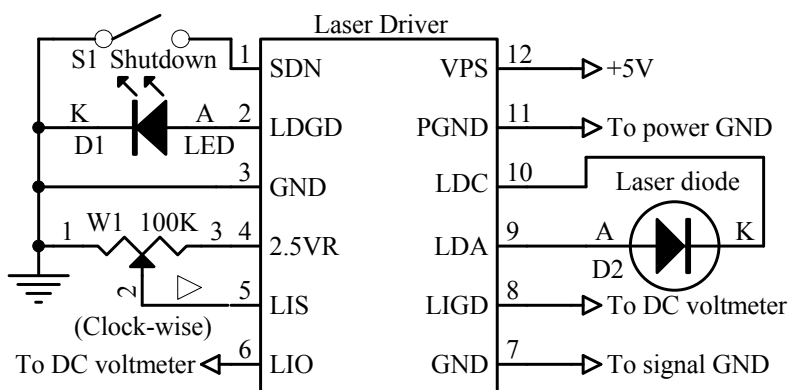 Laser Driver
S1 Shutdown
1 SDN
VPS 12
+5V
K A 2 LDGD
D1 LED
PGND 11
To power GND
3 GND
LDC 10
Laser diode
1 W1 100K 3 4 2.5VR
LDA 9
A K
D2
2
5 LIS
(Clock-wise)
LIGD 8
To DC voltmeter
To DC voltmeter
6 LIO
GND 7
To signal GND